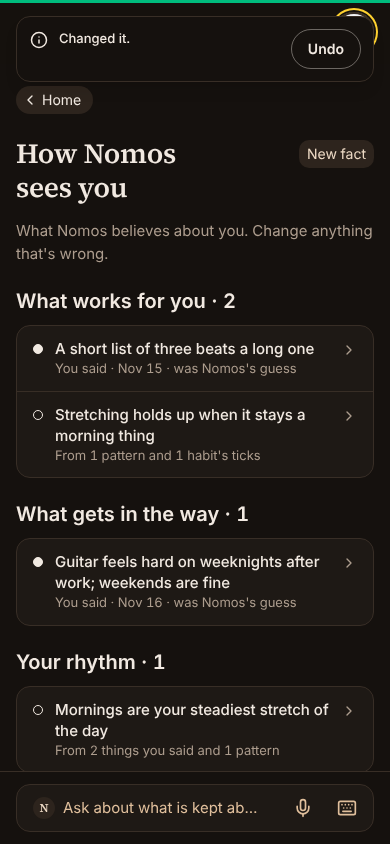 Changed it.
Undo
Home
How Nomos
sees you
New fact
What Nomos believes about you. Change anything
that's wrong.
What works for you · 2
A short list of three beats a long one
You said · Nov 15 · was Nomos's guess
Stretching holds up when it stays a
morning thing
From 1 pattern and 1 habit's ticks
What gets in the way · 1
Guitar feels hard on weeknights after
work; weekends are fine
You said · Nov 16 · was Nomos's guess
Your rhythm · 1
Mornings are your steadiest stretch of
the day
From 2 things you said and 1 pattern
N
Ask about what is kept ab...